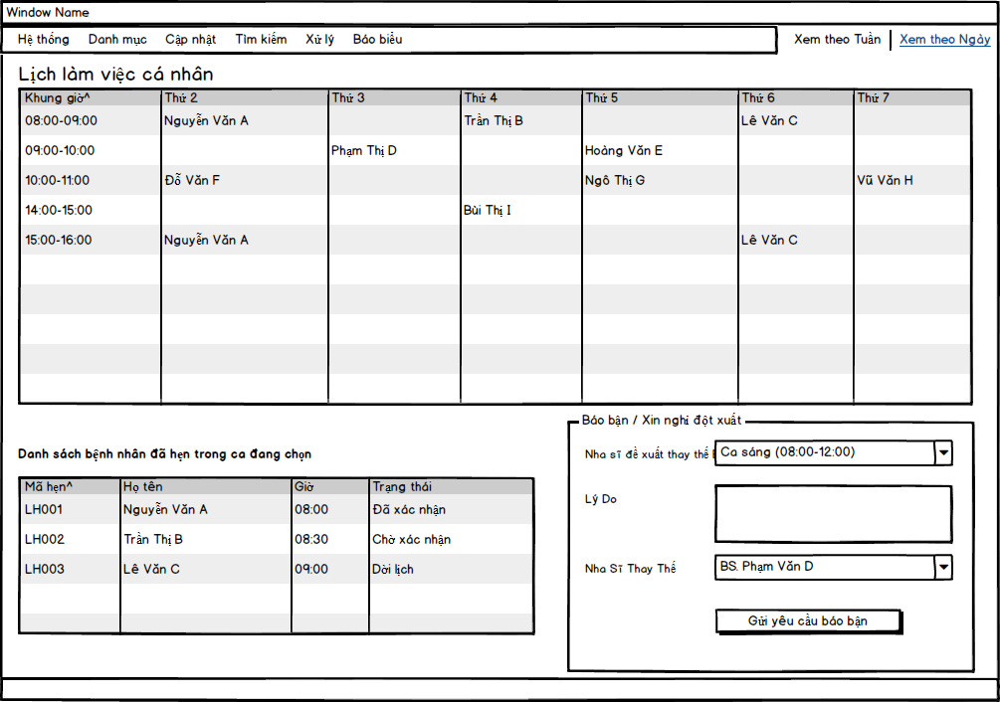 Window Name
Hệ thống Danh mục Cập nhật Tìm kiếm Xử lý Báo biểu Xem theo Tuần Xem theo Ngày
Lịch làm việc cá nhân
Khung giờ^ Thứ 2 Thứ 3 Thứ 4 Thứ 5 Thứ 6 Thứ 7
08:00-09:00 Nguyễn Văn A Trần Thị B Lê Văn C
09:00-10:00 Phạm Thị D Hoàng Văn E
10:00-11:00 Đỗ Văn F Ngô Thị G Vũ Văn H
14:00-15:00 Bùi Thị I
15:00-16:00 Nguyễn Văn A Lê Văn C
Danh sách bệnh nhân đã hẹn trong ca đang chọn
Mã hẹn^ Họ tên Giờ Trạng thái
LH001 Nguyễn Văn A 08:00 Đã xác nhận
LH002 Trần Thị B 08:30 Chờ xác nhận
LH003 Lê Văn C 09:00 Dời lịch
Báo bận / Xin nghỉ đột xuất
Nha sĩ đề xuất thay thế Ca sáng (08:00-12:00)
Lý Do
Nha Sĩ Thay Thế BS. Phạm Văn D
Gửi yêu cầu báo bận